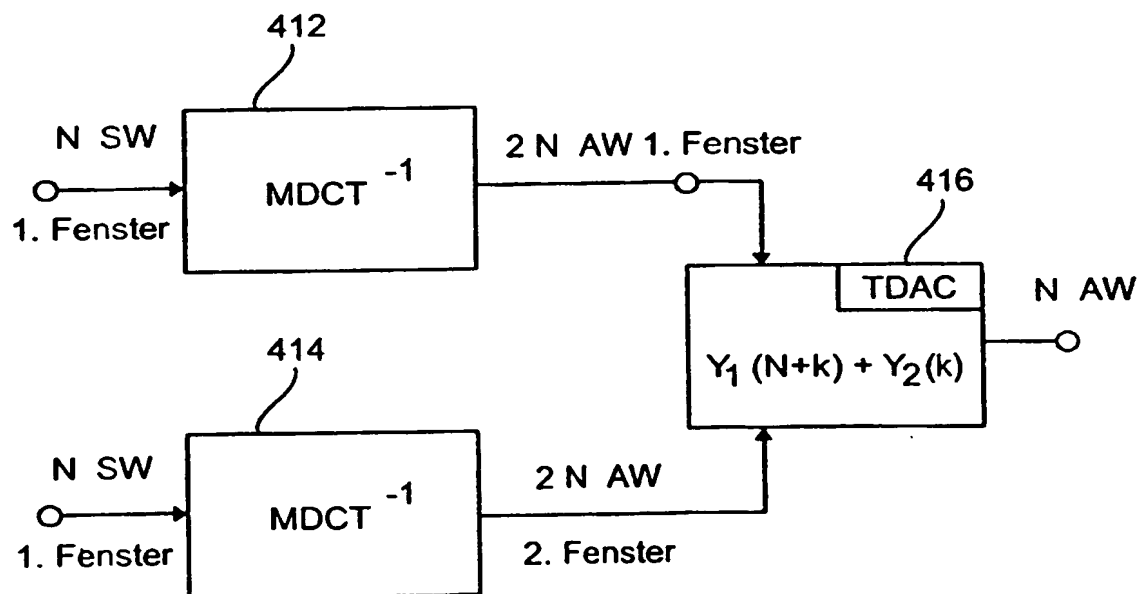 412
N SW
MDCT⁻¹
2 N AW 1. Fenster
1. Fenster
416
TDAC
N AW
Y₁ (N+k) + Y₂(k)
414
N SW
MDCT⁻¹
2 N AW
1. Fenster
2. Fenster